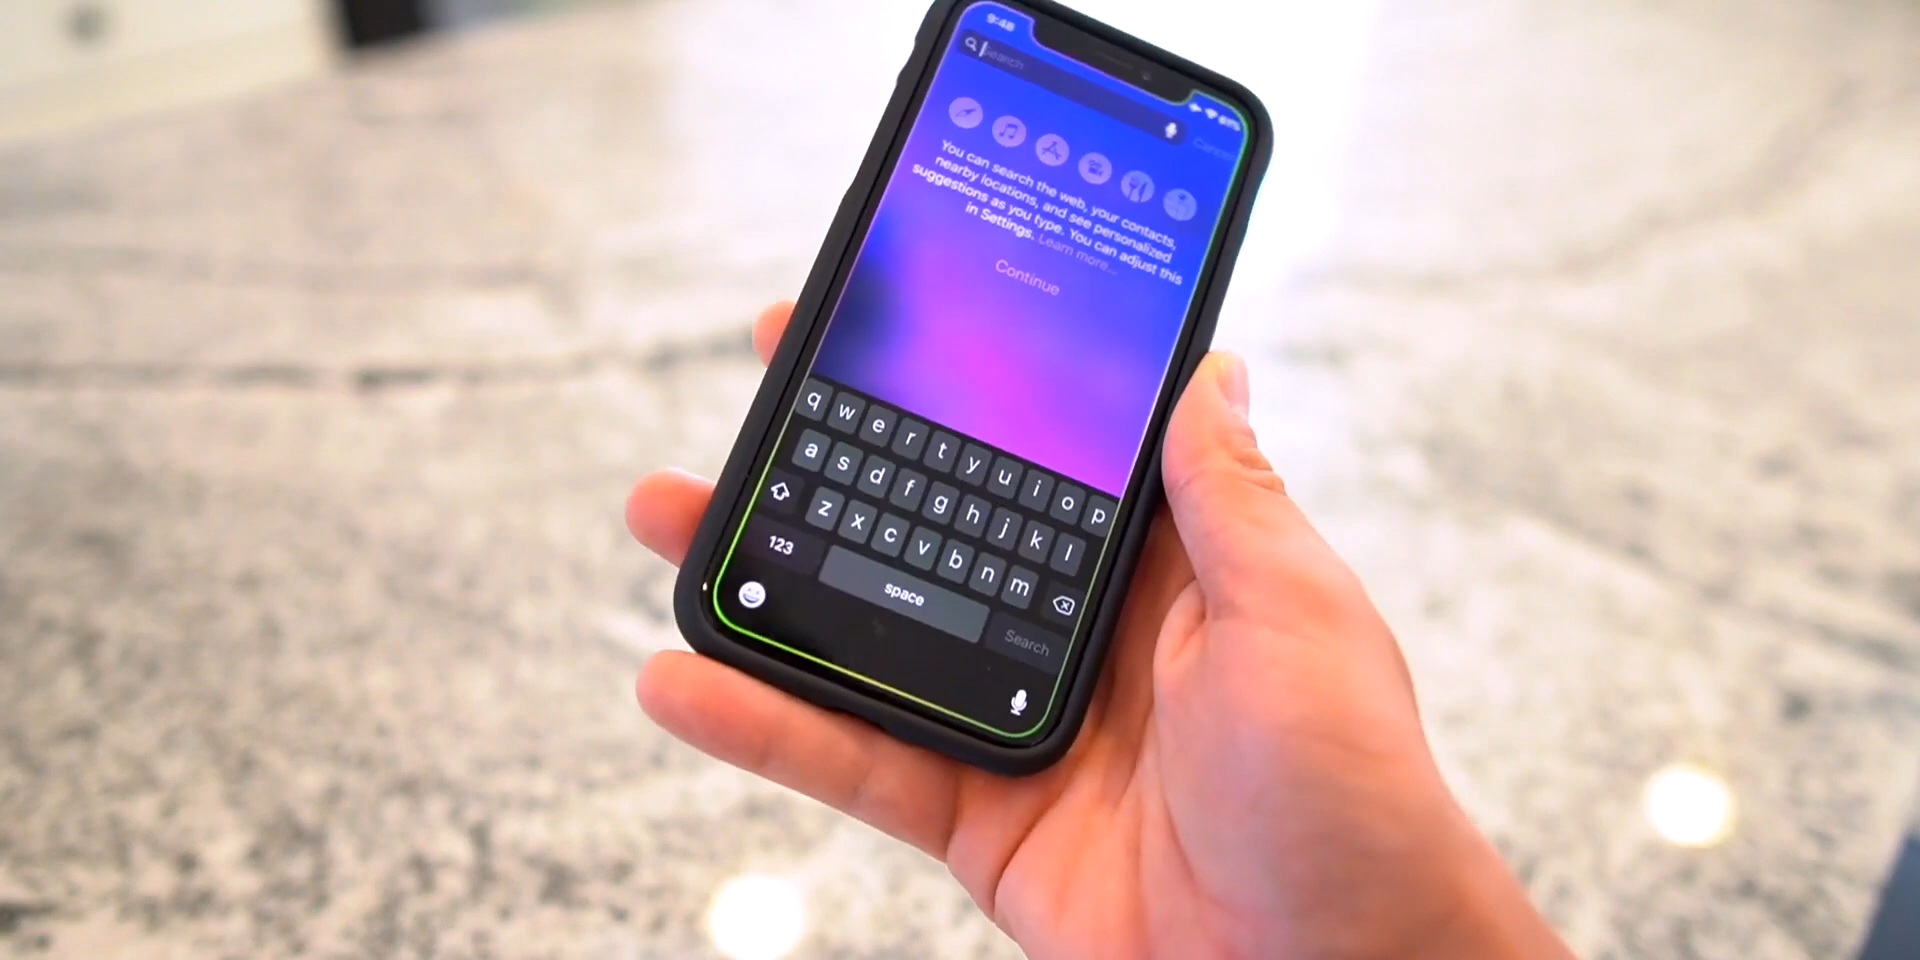 9:48
Search
Cancel
You can search the web, your contacts,
nearby locations, and see personalized
suggestions as you type. You can adjust this
in Settings. Learn more...
Continue
q w e r t y u i o p
a s d f g h j k l
z x c v b n m
123
space
Search